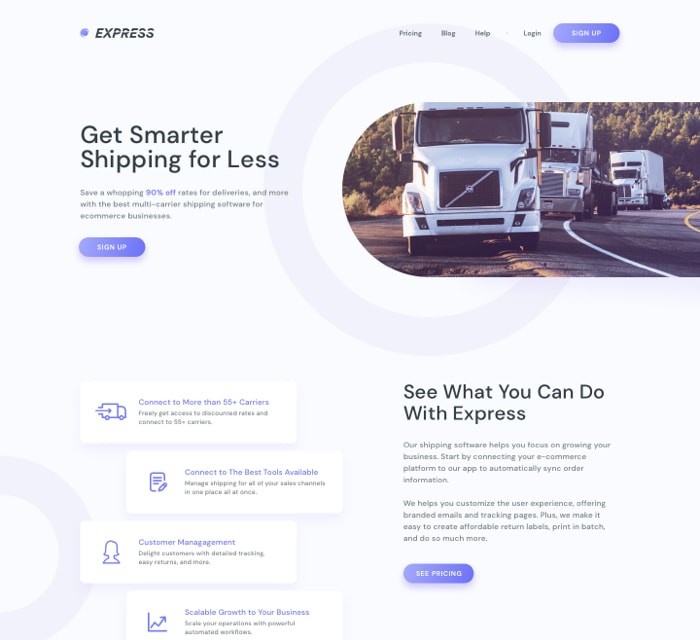 EXPRESS
Pricing
Blog
Help
Login
SIGN UP
Get Smarter
Shipping for Less
Save a whopping 90% off rates for deliveries, and more
with the best multi-carrier shipping software for
ecommerce businesses.
SIGN UP
Connect to More than 55+ Carriers
Freely get access to discounted rates and
connect to 55+ carriers.
Connect to The Best Tools Available
Manage shipping for all of your sales channels
in one place all at once.
Customer Managagement
Delight customers with detailed tracking,
easy returns, and more.
Scalable Growth to Your Business
Scale your operations with powerful
automated workflows.
See What You Can Do
With Express
Our shipping software helps you focus on growing your
business. Start by connecting your e-commerce
platform to our app to automatically sync order
information.
We helps you customize the user experience, offering
branded emails and tracking pages. Plus, we make it
easy to create affordable return labels, print in batch,
and do so much more.
SEE PRICING